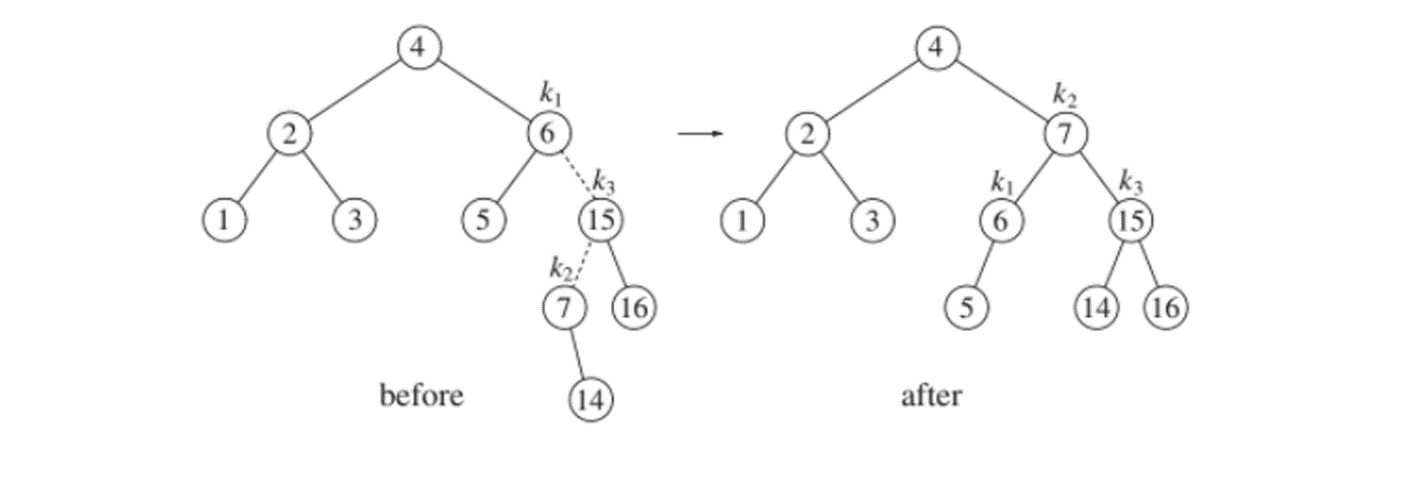 4 4
k₁ k₂
2 6 2 7
k₃ k₁ k₃
1 3 5 15 1 3 6 15
k₂
7 16 5 14 16
before 14 after